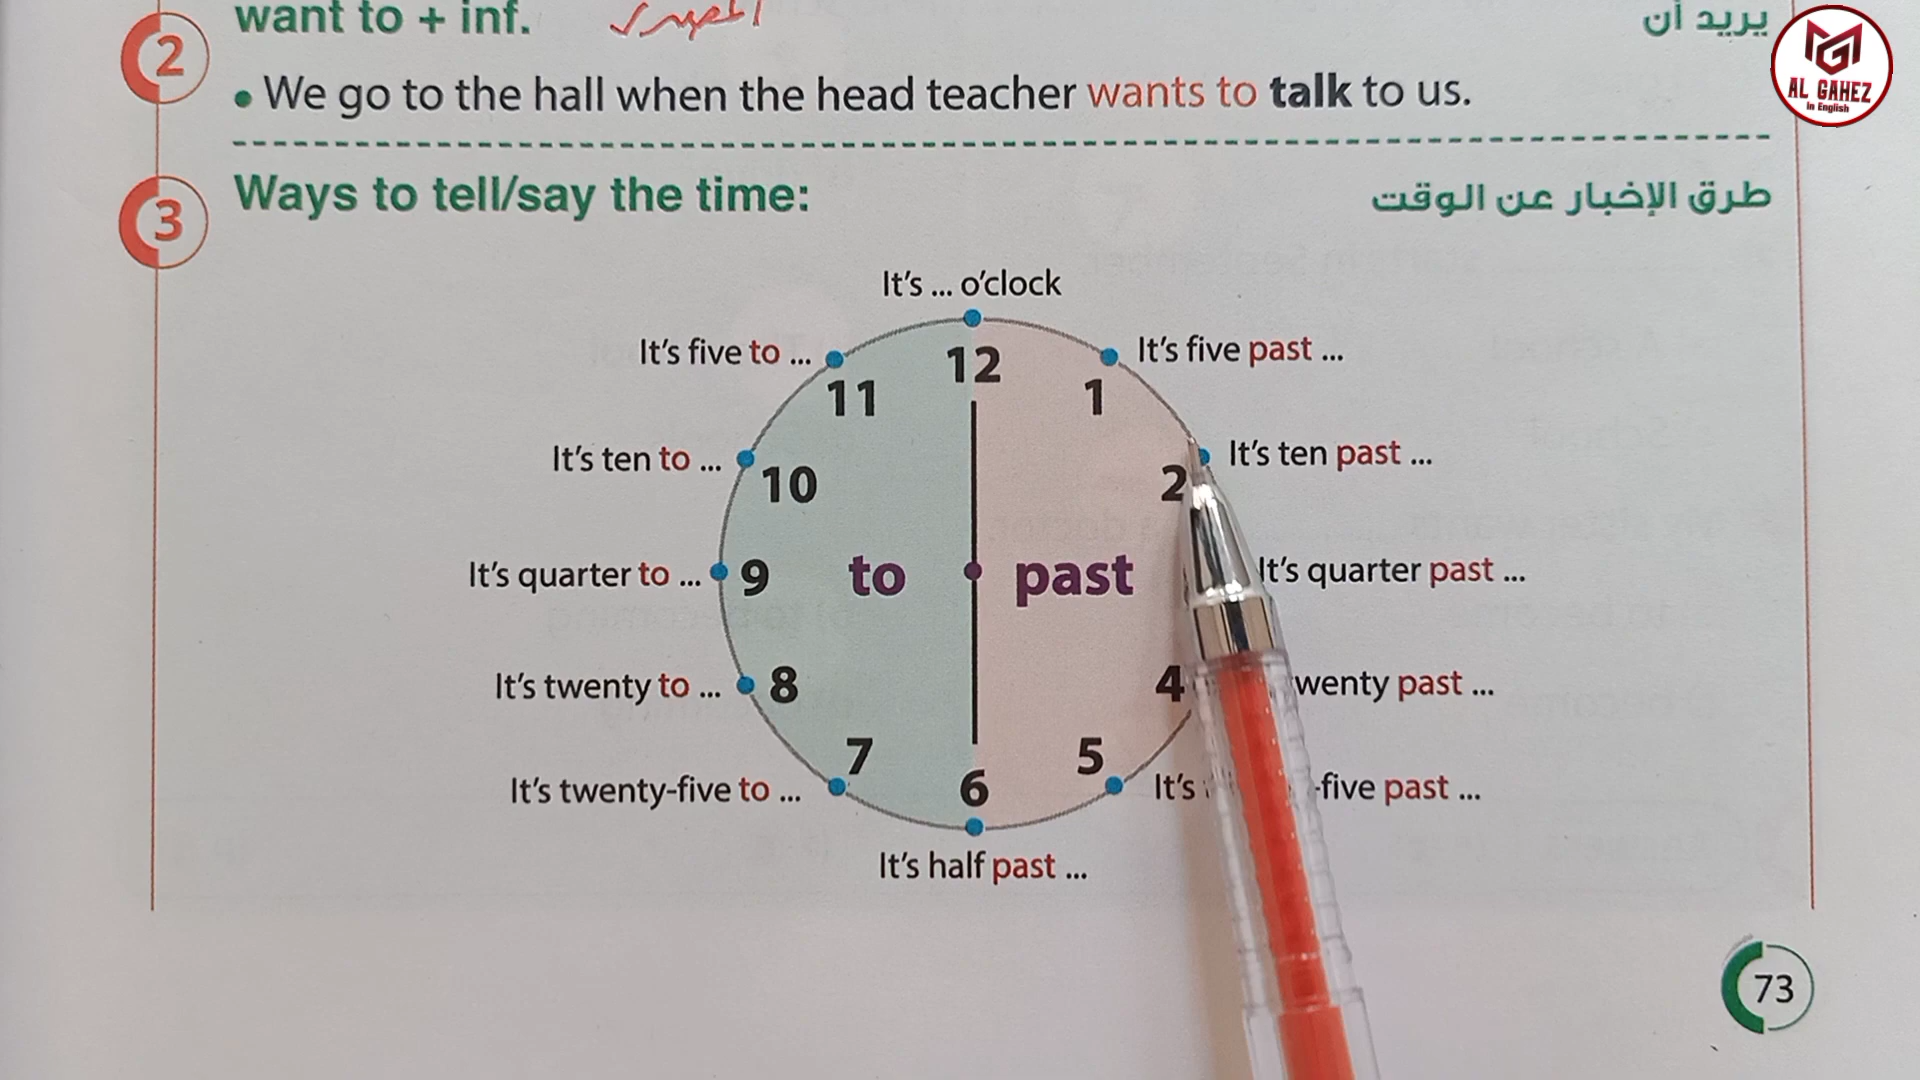 2 want to + inf. المصدر يريد أن
• We go to the hall when the head teacher wants to talk to us.
3 Ways to tell/say the time: طرق الإخبار عن الوقت
It's ... o'clock
It's five to ... It's five past ...
11 12 1
It's ten to ... It's ten past ...
10 2
It's quarter to ... 9 to past It's quarter past ...
It's twenty to ... 8 4 past ...
7 5
It's twenty-five to ... 6 It's -five past ...
It's half past ...
73
AL GAHEZ
in English